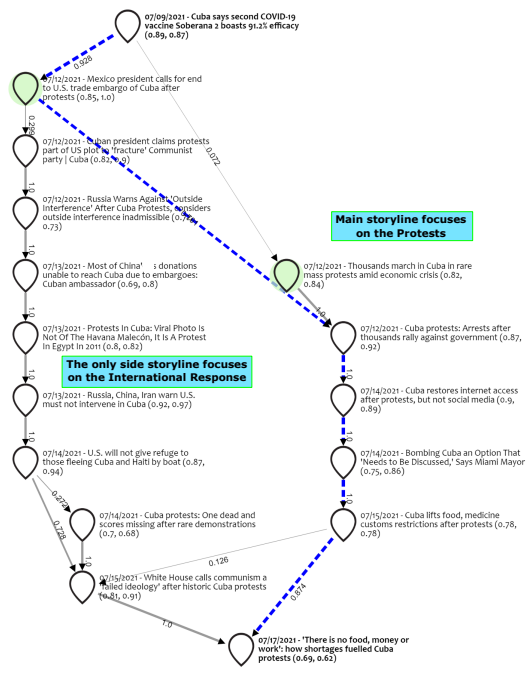 07/09/2021 - Cuba says second COVID-19
vaccine Soberana 2 boasts 91.2% efficacy
(0.89, 0.87)
0.928
07/12/2021 - Mexico president calls for end
to U.S. trade embargo of Cuba after
protests (0.85, 1.0)
0.072
07/12/2021 - Cuban president claims protests
part of US plot to 'fracture' Communist
party | Cuba (0.82, 0.9)
1.0
07/12/2021 - Russia Warns Against 'Outside
Interference' After Cuba Protests, considers
outside interference inadmissible
0.73)
1.0
Main storyline focuses
on the Protests
07/13/2021 - Most of China' s donations
unable to reach Cuba due to embargoes:
Cuban ambassador (0.69, 0.8)
07/12/2021 - Thousands march in Cuba in rare
mass protests amid economic crisis (0.82,
0.84)
1.0
1.0
07/13/2021 - Protests In Cuba: Viral Photo Is
Not Of The Havana Malecón, It Is A Protest
In Egypt In 2011 (0.8, 0.82)
07/12/2021 - Cuba protests: Arrests after
thousands rally against government (0.87,
0.92)
The only side storyline focuses
on the International Response
1.0
1.0
07/13/2021 - Russia, China, Iran warn U.S.
must not intervene in Cuba (0.92, 0.97)
07/14/2021 - Cuba restores internet access
after protests, but not social media (0.9,
0.89)
1.0
1.0
07/14/2021 - U.S. will not give refuge to
those fleeing Cuba and Haiti by boat (0.87,
0.94)
07/14/2021 - Bombing Cuba an Option That
'Needs to Be Discussed,' Says Miami Mayor
(0.75, 0.86)
0.272
0.728
1.0
07/14/2021 - Cuba protests: One dead and
scores missing after rare demonstrations
(0.7, 0.68)
07/15/2021 - Cuba lifts food, medicine
customs restrictions after protests (0.78,
0.78)
1.0
0.126
07/15/2021 - White House calls communism a
'failed ideology' after historic Cuba protests
(0.81, 0.91)
0.874
1.0
07/17/2021 - 'There is no food, money or
work': how shortages fuelled Cuba
protests (0.69, 0.62)